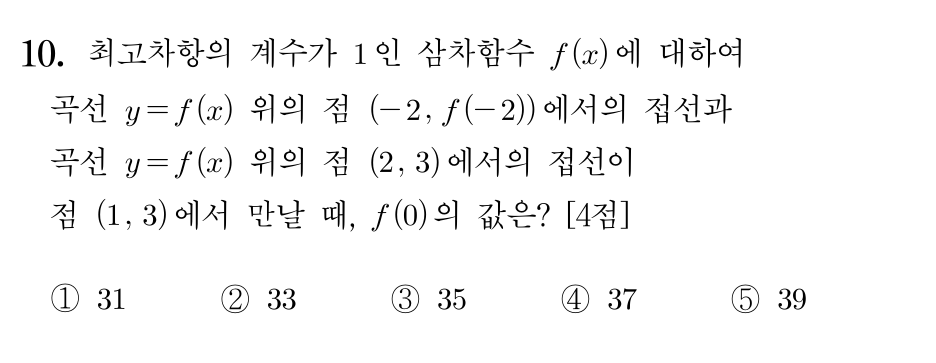 10. 최고차항의 계수가 1인 삼차함수 f(x)에 대하여
곡선 y=f(x) 위의 점 (-2, f(-2))에서의 접선과
곡선 y=f(x) 위의 점 (2, 3)에서의 접선이
점 (1, 3)에서 만날 때, f(0)의 값은? [4점]
① 31 ② 33 ③ 35 ④ 37 ⑤ 39